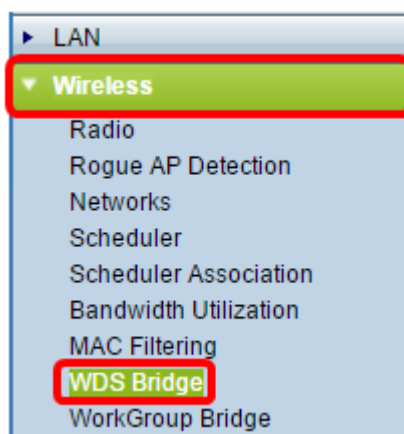 LAN
Wireless
Radio
Rogue AP Detection
Networks
Scheduler
Scheduler Association
Bandwidth Utilization
MAC Filtering
WDS Bridge
WorkGroup Bridge